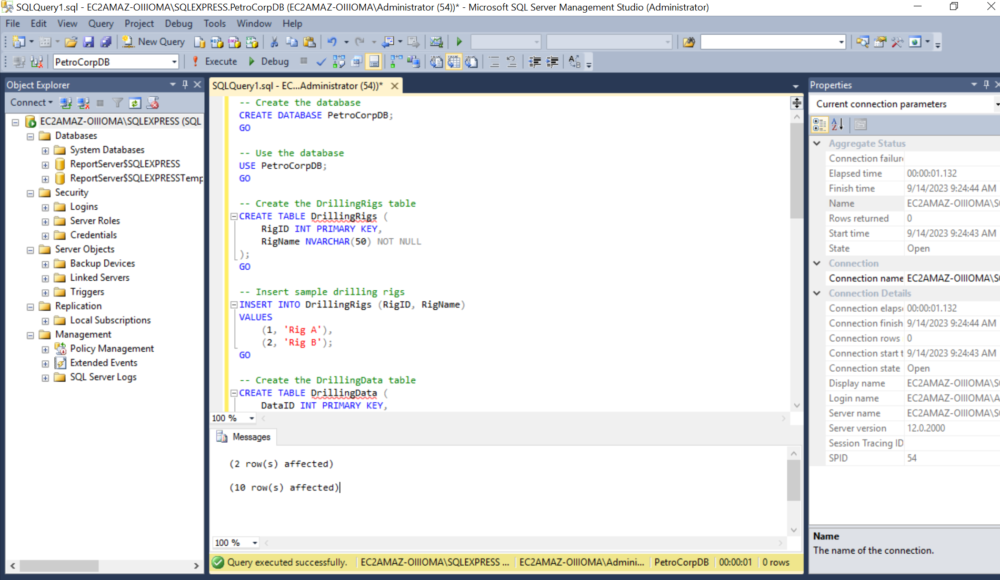 SQLQuery1.sql - EC2AMAZ-OIIIOMA\SQLEXPRESS.PetroCorpDB (EC2AMAZ-OIIIOMA\Administrator (54))* - Microsoft SQL Server Management Studio (Administrator)
File Edit View Query Project Debug Tools Window Help
New Query
PetroCorpDB
Execute
Debug
Object Explorer
Connect
EC2AMAZ-OIIIOMA\SQLEXPRESS (SQL
Databases
System Databases
ReportServer$SQLEXPRESS
ReportServer$SQLEXPRESSTemp
Security
Logins
Server Roles
Credentials
Server Objects
Backup Devices
Linked Servers
Triggers
Replication
Local Subscriptions
Management
Policy Management
Extended Events
SQL Server Logs
SQLQuery1.sql - EC...Administrator (54))*
-- Create the database
CREATE DATABASE PetroCorpDB;
GO
-- Use the database
USE PetroCorpDB;
GO
-- Create the DrillingRigs table
CREATE TABLE DrillingRigs (
RigID INT PRIMARY KEY,
RigName NVARCHAR(50) NOT NULL
);
GO
-- Insert sample drilling rigs
INSERT INTO DrillingRigs (RigID, RigName)
VALUES
(1, 'Rig A'),
(2, 'Rig B');
GO
-- Create the DrillingData table
CREATE TABLE DrillingData (
DataID INT PRIMARY KEY,
100 %
Messages
(2 row(s) affected)
(10 row(s) affected)
100 %
Query executed successfully. EC2AMAZ-OIIIOMA\SQLEXPRESS ... EC2AMAZ-OIIIOMA\Admini... PetroCorpDB 00:00:01 0 rows
Properties
Current connection parameters
Aggregate Status
Connection failure
Elapsed time 00:00:01.132
Finish time 9/14/2023 9:24:44 AM
Name EC2AMAZ-OIIIOMA\SQ
Rows returned 0
Start time 9/14/2023 9:24:43 AM
State Open
Connection
Connection name EC2AMAZ-OIIIOMA\SQ
Connection Details
Connection elaps 00:00:01.132
Connection finish 9/14/2023 9:24:44 AM
Connection rows 0
Connection start t 9/14/2023 9:24:43 AM
Connection state Open
Display name EC2AMAZ-OIIIOMA\SQ
Login name EC2AMAZ-OIIIOMA\A
Server name EC2AMAZ-OIIIOMA\SQ
Server version 12.0.2000
Session Tracing ID
SPID 54
Name
The name of the connection.